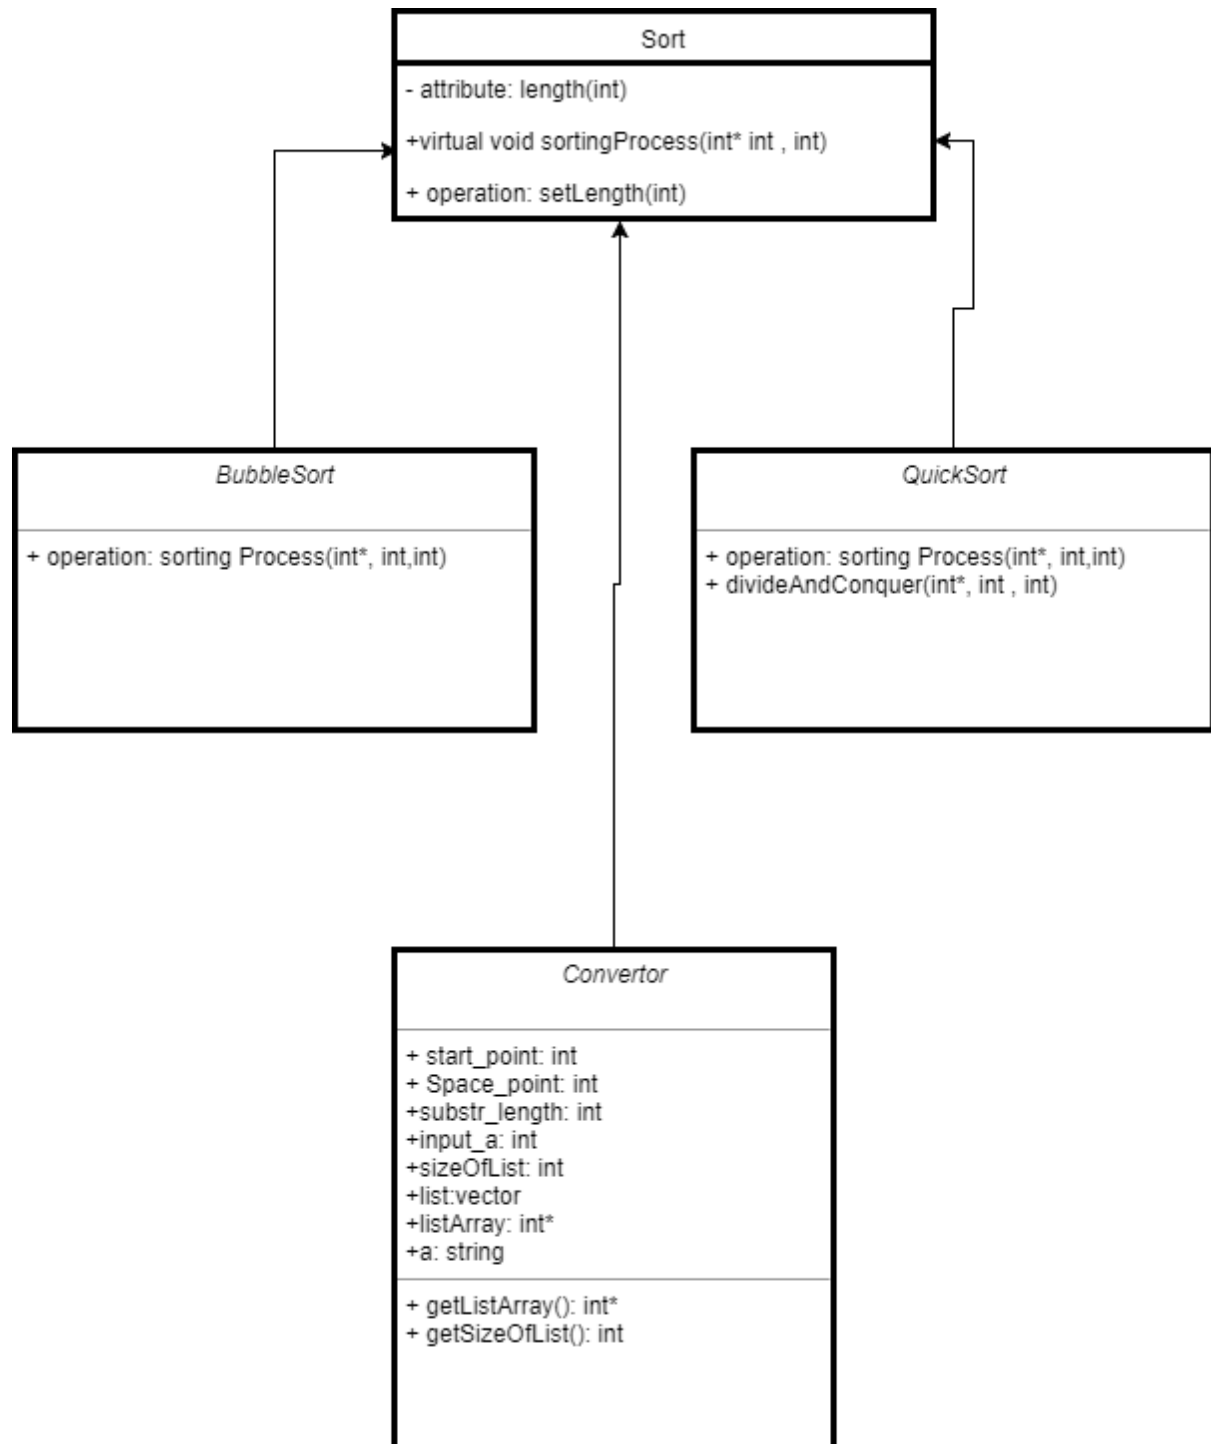 Sort
- attribute: length(int)
+virtual void sortingProcess(int* int , int)
+ operation: setLength(int)
BubbleSort
+ operation: sorting Process(int*, int,int)
QuickSort
+ operation: sorting Process(int*, int,int)
+ divideAndConquer(int*, int , int)
Convertor
+ start_point: int
+ Space_point: int
+substr_length: int
+input_a: int
+sizeOfList: int
+list:vector
+listArray: int*
+a: string
+ getListArray(): int*
+ getSizeOfList(): int